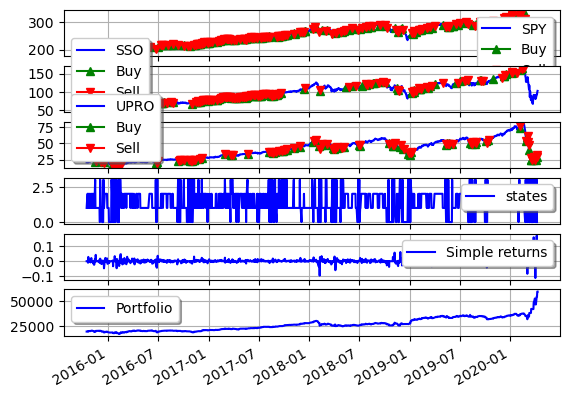 300
200
SPY
Buy
SSO
Buy
Sell
150
100
50
UPRO
Buy
Sell
75
50
25
2.5
0.0
states
0.1
0.0
−0.1
Simple returns
50000
25000
Portfolio
2016-01
2016-07
2017-01
2017-07
2018-01
2018-07
2019-01
2019-07
2020-01